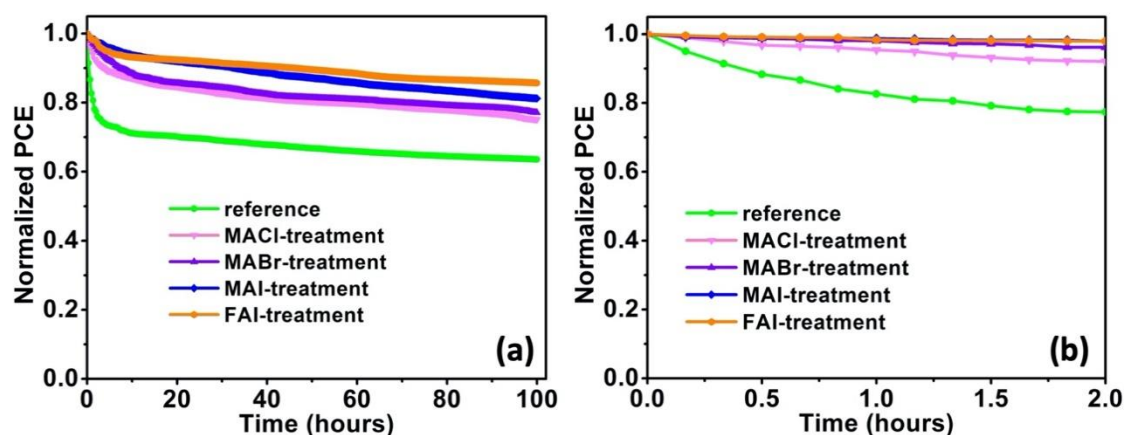 Normalized PCE
1.0
0.8
0.6
0.4
0.2
0.0
reference
MACl-treatment
MABr-treatment
MAI-treatment
FAI-treatment
(a)
0 20 40 60 80 100
Time (hours)
Normalized PCE
1.0
0.8
0.6
0.4
0.2
0.0
reference
MACl-treatment
MABr-treatment
MAI-treatment
FAI-treatment
(b)
0.0 0.5 1.0 1.5 2.0
Time (hours)